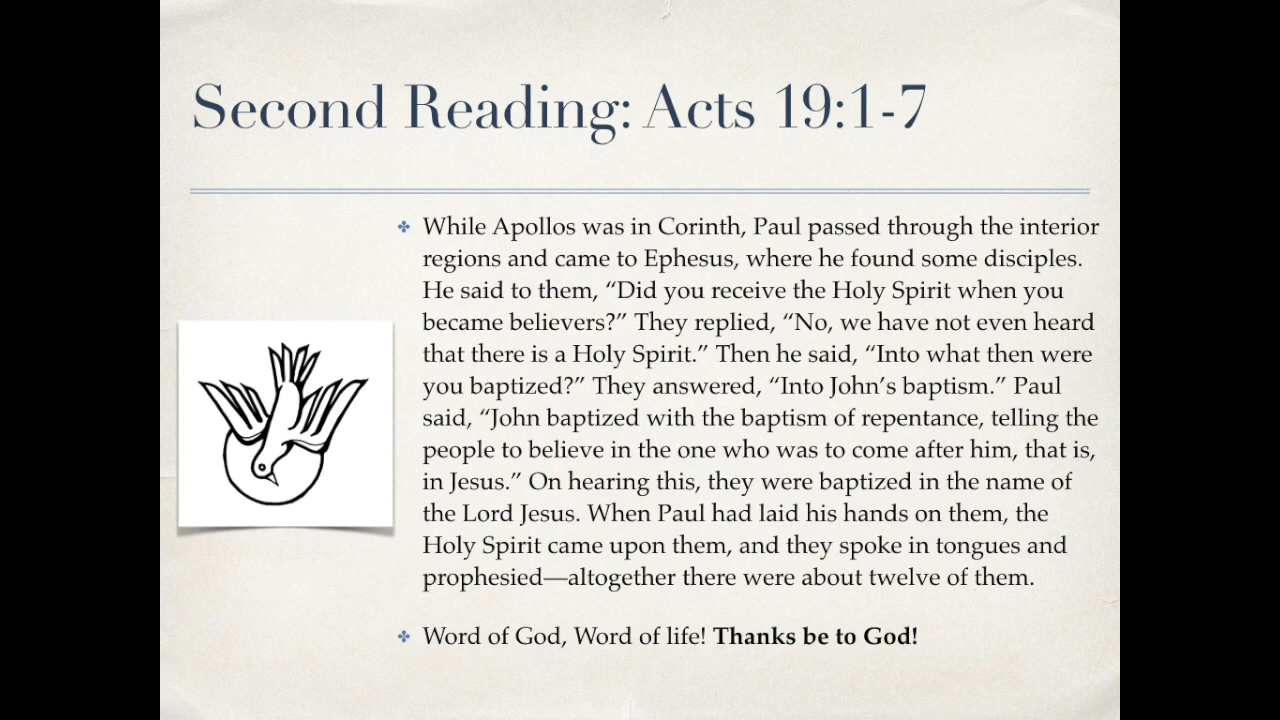 Second Reading: Acts 19:1-7
While Apollos was in Corinth, Paul passed through the interior
regions and came to Ephesus, where he found some disciples.
He said to them, “Did you receive the Holy Spirit when you
became believers?” They replied, “No, we have not even heard
that there is a Holy Spirit.” Then he said, “Into what then were
you baptized?” They answered, “Into John’s baptism.” Paul
said, “John baptized with the baptism of repentance, telling the
people to believe in the one who was to come after him, that is,
in Jesus.” On hearing this, they were baptized in the name of
the Lord Jesus. When Paul had laid his hands on them, the
Holy Spirit came upon them, and they spoke in tongues and
prophesied—altogether there were about twelve of them.
Word of God, Word of life! Thanks be to God!